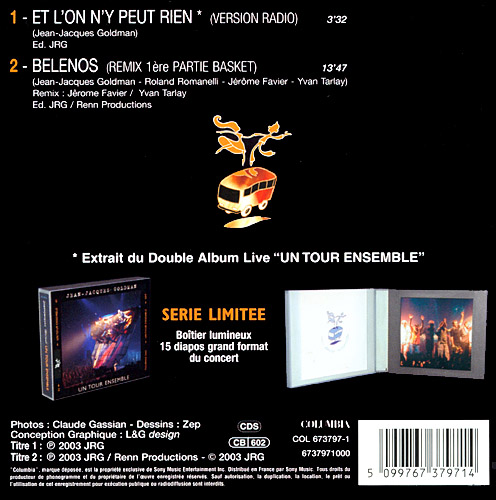 1 - ET L'ON N'Y PEUT RIEN * (VERSION RADIO) 3'32
(Jean-Jacques Goldman)
Ed. JRG
2 - BELENOS (REMIX 1ère PARTIE BASKET) 13'47
(Jean-Jacques Goldman - Roland Romanelli - Jérôme Favier - Yvan Tarlay)
Remix : Jérome Favier / Yvan Tarlay
Ed. JRG / Renn Productions
* Extrait du Double Album Live “UN TOUR ENSEMBLE”
JEAN-JACQUES GOLDMAN
UN TOUR ENSEMBLE
SERIE LIMITEE
Boîtier lumineux
15 diapos grand format
du concert
Photos : Claude Gassian - Dessins : Zep
Conception Graphique : L&G design
Titre 1 : ℗ 2003 JRG
Titre 2 : ℗ 2003 JRG / Renn Productions - © 2003 JRG
CDS
CB 602
COLUMBIA
COL 673797-1
6737971000
5 099767 379714
"Columbia", marque déposée, est la propriété exclusive de Sony Music Entertainment Inc. Distribué en France par Sony Music. Tous droits du
producteur de phonogramme et du propriétaire de l'œuvre enregistrée réservés. Sauf autorisation, la duplication, la location, le prêt ou
l'utilisation de cet enregistrement pour exécution publique ou radiodiffusion sont interdits.